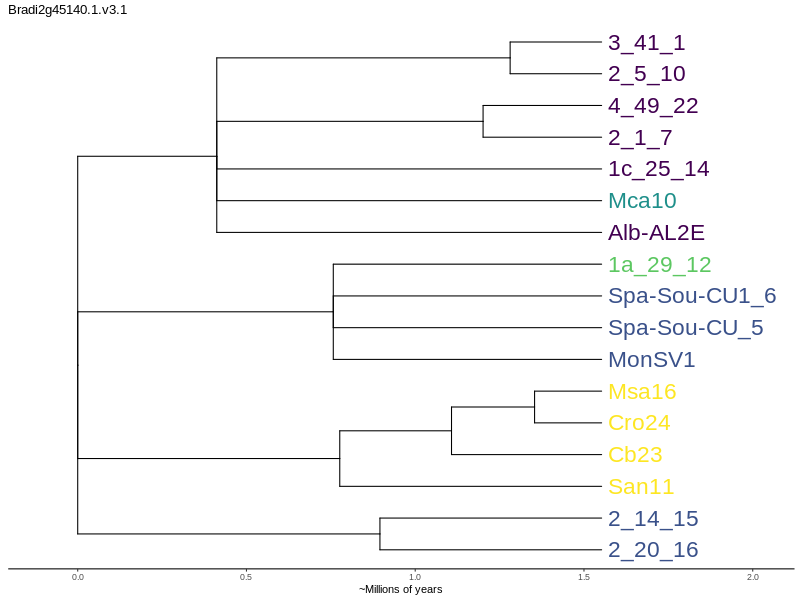 Bradi2g45140.1.v3.1
3_41_1
2_5_10
4_49_22
2_1_7
1c_25_14
Mca10
Alb-AL2E
1a_29_12
Spa-Sou-CU1_6
Spa-Sou-CU_5
MonSV1
Msa16
Cro24
Cb23
San11
2_14_15
2_20_16
0.0 0.5 1.0 1.5 2.0
~Millions of years